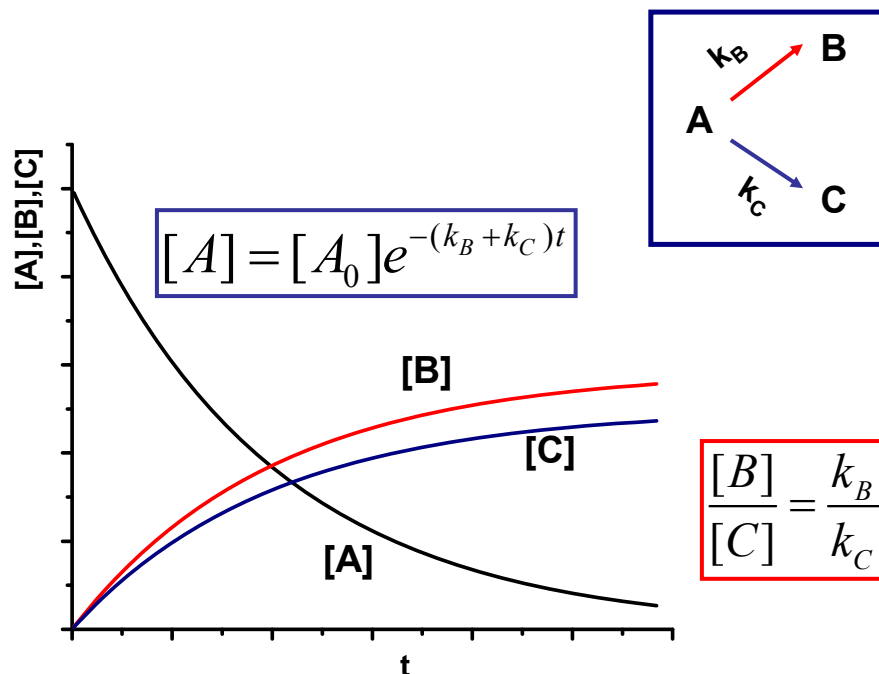 k_B
B
A
k_C
C
[A],[B],[C]
[A] = [A_0]e^{-(k_B + k_C)t}
[B]
[C]
[A]
[B]/[C] = k_B/k_C
t